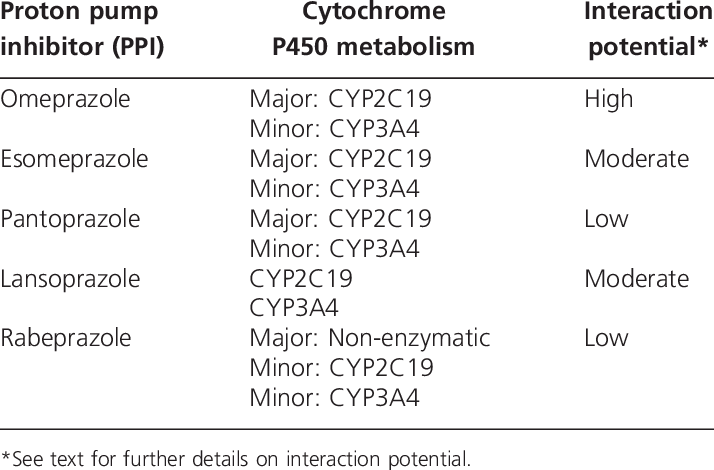 Proton pump Cytochrome Interaction
inhibitor (PPI) P450 metabolism potential*
Omeprazole Major: CYP2C19 High
Minor: CYP3A4
Esomeprazole Major: CYP2C19 Moderate
Minor: CYP3A4
Pantoprazole Major: CYP2C19 Low
Minor: CYP3A4
Lansoprazole CYP2C19 Moderate
CYP3A4
Rabeprazole Major: Non-enzymatic Low
Minor: CYP2C19
Minor: CYP3A4
*See text for further details on interaction potential.